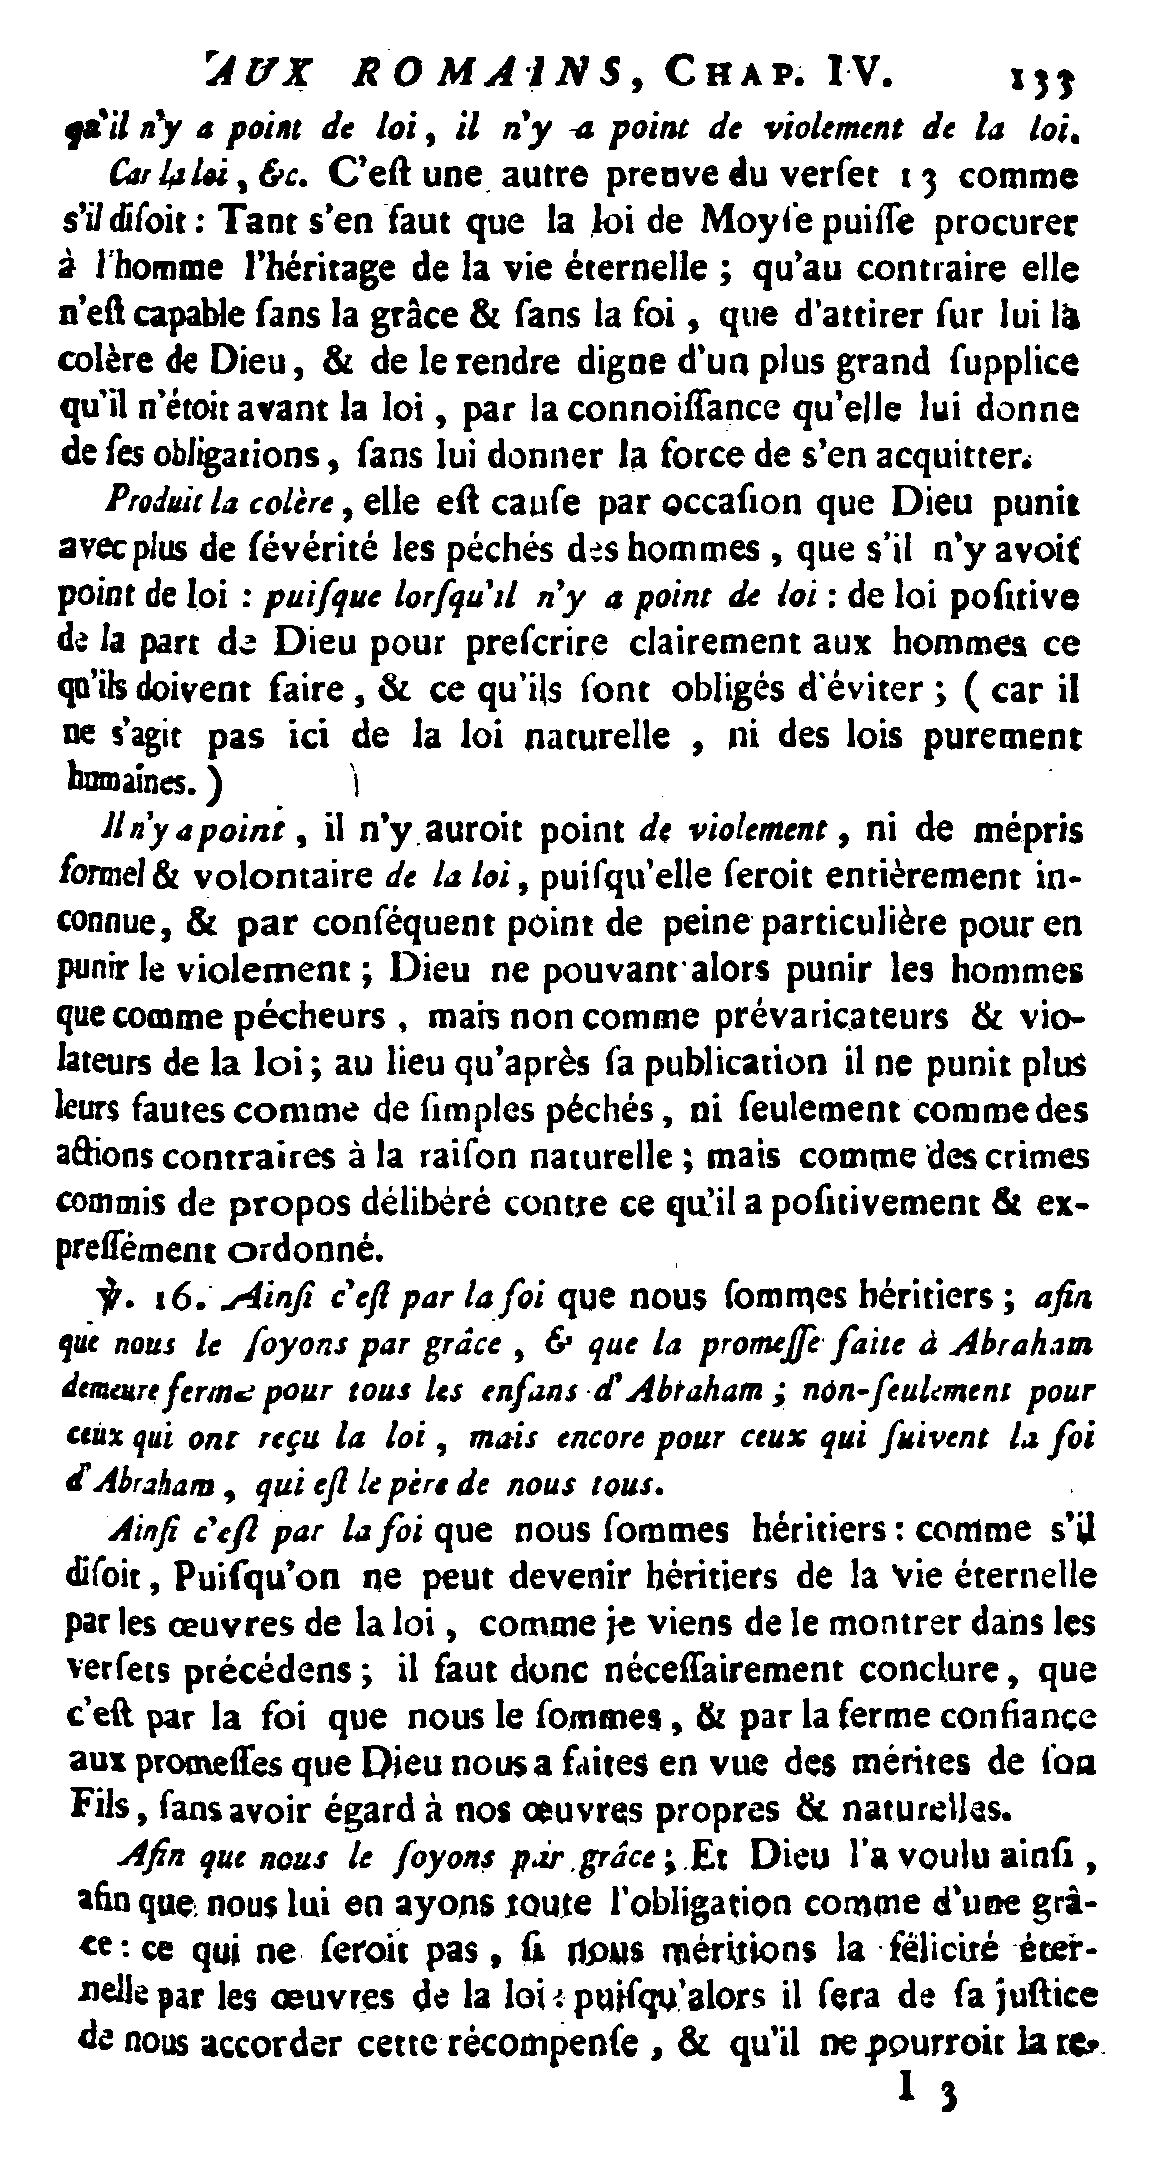 AUX ROMAINS, CHAP. IV. 133
qu'il n'y a point de loi, il n'y a point de violement de la loi.
Car la loi, &c. C'eſt une autre preuve du verſet 13 comme
s'il diſoit : Tant s'en faut que la loi de Moyſe puiſſe procurer
à l'homme l'héritage de la vie éternelle ; qu'au contraire elle
n'eſt capable ſans la grâce & ſans la foi, que d'attirer ſur lui la
colère de Dieu, & de le rendre digne d'un plus grand ſupplice
qu'il n'étoit avant la loi, par la connoiſſance qu'elle lui donne
de ſes obligations, ſans lui donner la force de s'en acquitter.
Produit la colère, elle eſt cauſe par occaſion que Dieu punit
avec plus de ſévérité les péchés des hommes, que s'il n'y avoit
point de loi : puiſque lorſqu'il n'y a point de loi : de loi poſitive
de la part de Dieu pour preſcrire clairement aux hommes ce
qu'ils doivent faire, & ce qu'ils ſont obligés d'éviter ; ( car il
ne s'agit pas ici de la loi naturelle, ni des lois purement
humaines. )
Il n'y a point, il n'y auroit point de violement, ni de mépris
formel & volontaire de la loi, puiſqu'elle ſeroit entièrement in-
connue, & par conſéquent point de peine particulière pour en
punir le violement ; Dieu ne pouvant alors punir les hommes
que comme pécheurs, mais non comme prévaricateurs & vio-
lateurs de la loi ; au lieu qu'après ſa publication il ne punit plus
leurs fautes comme de ſimples péchés, ni ſeulement comme des
actions contraires à la raiſon naturelle ; mais comme des crimes
commis de propos délibéré contre ce qu'il a poſitivement & ex-
preſſément ordonné.
℣. 16. Ainſi c'eſt par la foi que nous ſommes héritiers ; afin
que nous le ſoyons par grâce, & que la promeſſe faite à Abraham
demeure ferme pour tous les enfans d'Abraham ; non-ſeulement pour
ceux qui ont reçu la loi, mais encore pour ceux qui ſuivent la foi
d'Abraham, qui eſt le père de nous tous.
Ainſi c'eſt par la foi que nous ſommes héritiers : comme s'il
diſoit, Puiſqu'on ne peut devenir héritiers de la vie éternelle
par les œuvres de la loi, comme je viens de le montrer dans les
verſets précédens ; il faut donc néceſſairement conclure, que
c'eſt par la foi que nous le ſommes, & par la ferme confiance
aux promeſſes que Dieu nous a faites en vue des mérites de ſon
Fils, ſans avoir égard à nos œuvres propres & naturelles.
Afin que nous le ſoyons par grâce ; Et Dieu l'a voulu ainſi,
afin que nous lui en ayons toute l'obligation comme d'une grâ-
ce : ce qui ne ſeroit pas, ſi nous méritions la félicité éter-
nelle par les œuvres de la loi : puiſqu'alors il ſera de ſa juſtice
de nous accorder cette récompenſe, & qu'il ne pourroit la re-
I 3